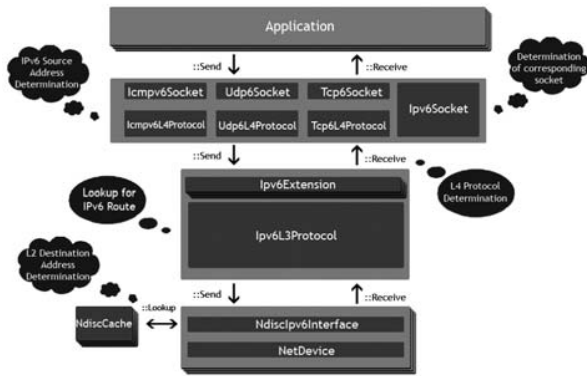 Application
IPv6 Source
Address
Determination
::Send
::Receive
Determination
of corresponding
socket
Icmpv6Socket
Udp6Socket
Tcp6Socket
Ipv6Socket
Icmpv6L4Protocol
Udp6L4Protocol
Tcp6L4Protocol
::Send
::Receive
Lookup for
IPv6 Route
Ipv6Extension
L4 Protocol
Determination
Ipv6L3Protocol
L2 Destination
Address
Determination
::Send
::Receive
::Lookup
NdiscCache
NdiscIpv6Interface
NetDevice